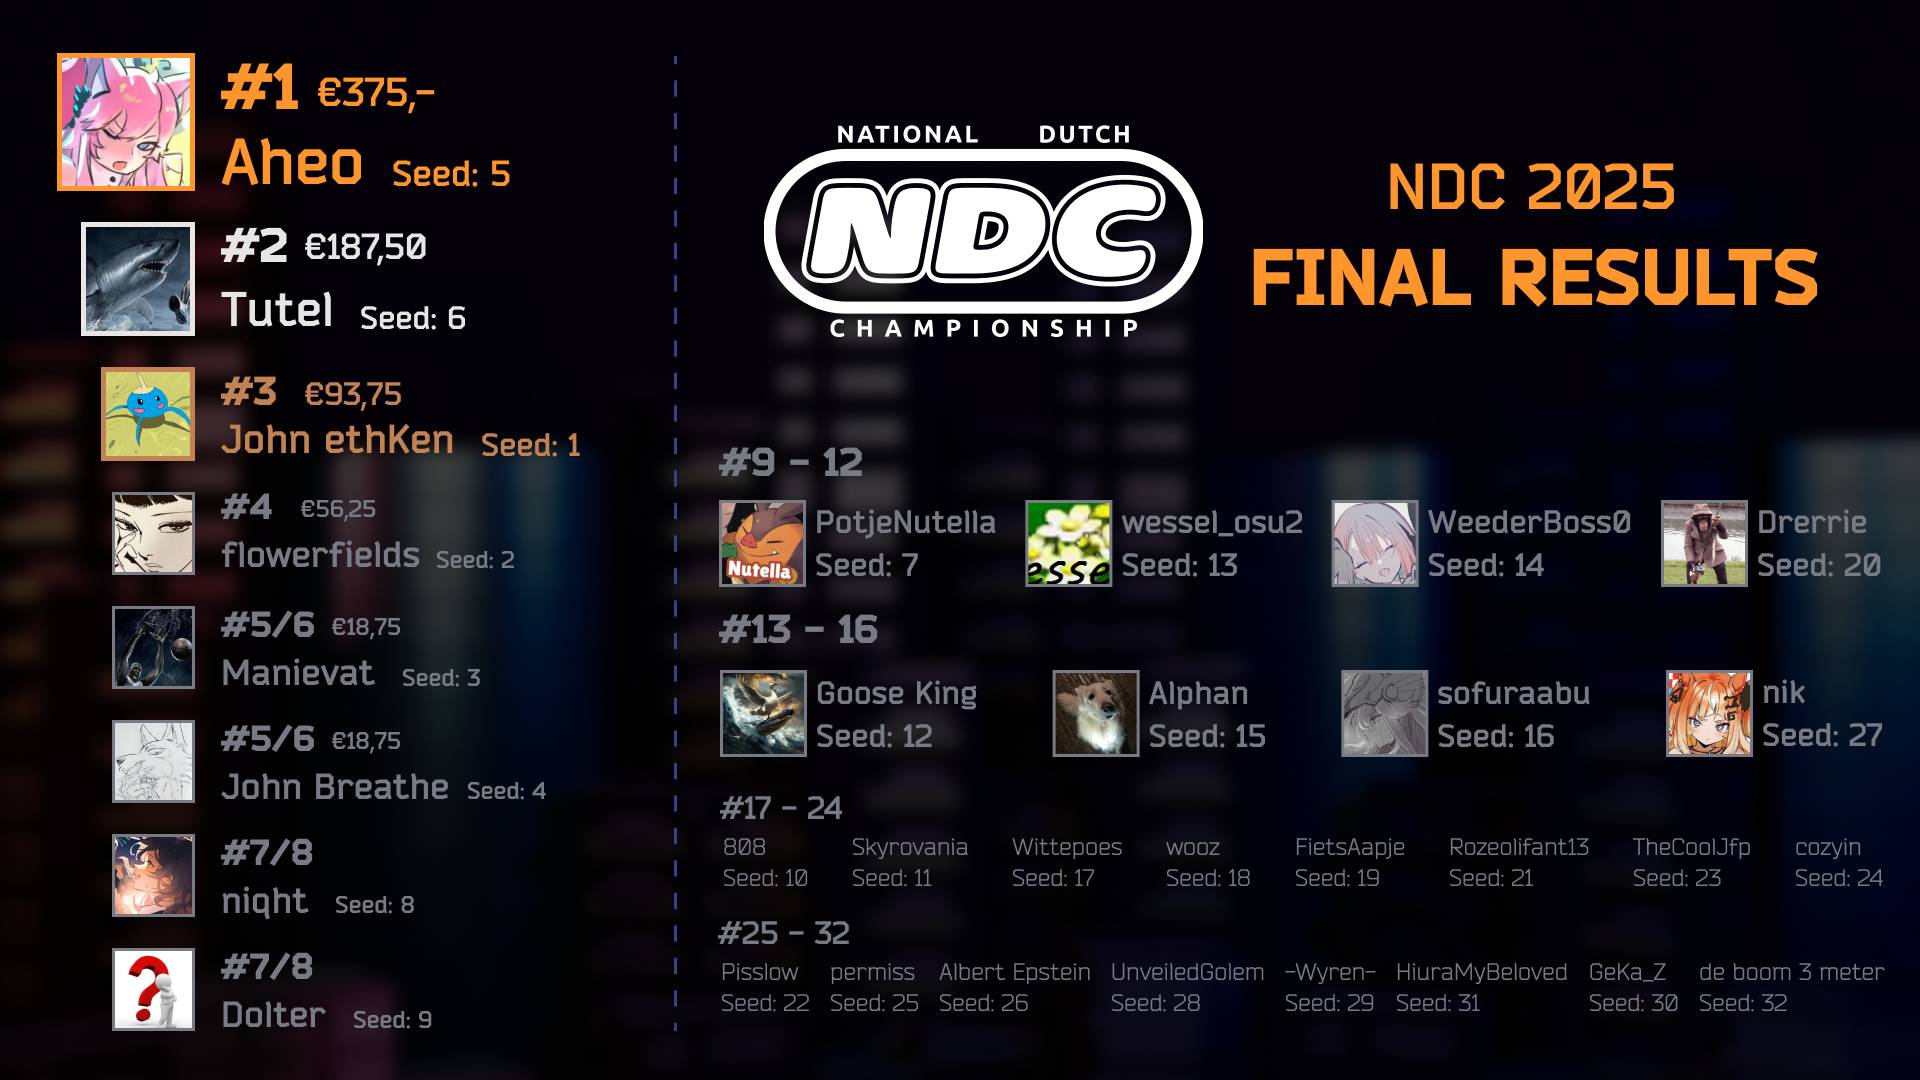 #1 €375,-
Aheo Seed: 5
#2 €187,50
Tutel Seed: 6
#3 €93,75
John ethKen Seed: 1
#4 €56,25
flowerfields Seed: 2
#5/6 €18,75
Manievat Seed: 3
#5/6 €18,75
John Breathe Seed: 4
#7/8
niqht Seed: 8
#7/8
Dolter Seed: 9
NATIONAL DUTCH
NDC
CHAMPIONSHIP
NDC 2025
FINAL RESULTS
#9 - 12
Nutella
esse
PotjeNutella wessel_osu2 WeederBoss0 Drerrie
Seed: 7 Seed: 13 Seed: 14 Seed: 20
#13 - 16
Goose King Alphan sofuraabu nik
Seed: 12 Seed: 15 Seed: 16 Seed: 27
#17 - 24
808 Skyrovania Wittepoes wooz FietsAapje Rozeolifant13 TheCoolJfp cozyin
Seed: 10 Seed: 11 Seed: 17 Seed: 18 Seed: 19 Seed: 21 Seed: 23 Seed: 24
#25 - 32
Pisslow permiss Albert Epstein UnveiledGolem -Wyren- HiuraMyBeloved GeKa_Z de boom 3 meter
Seed: 22 Seed: 25 Seed: 26 Seed: 28 Seed: 29 Seed: 31 Seed: 30 Seed: 32